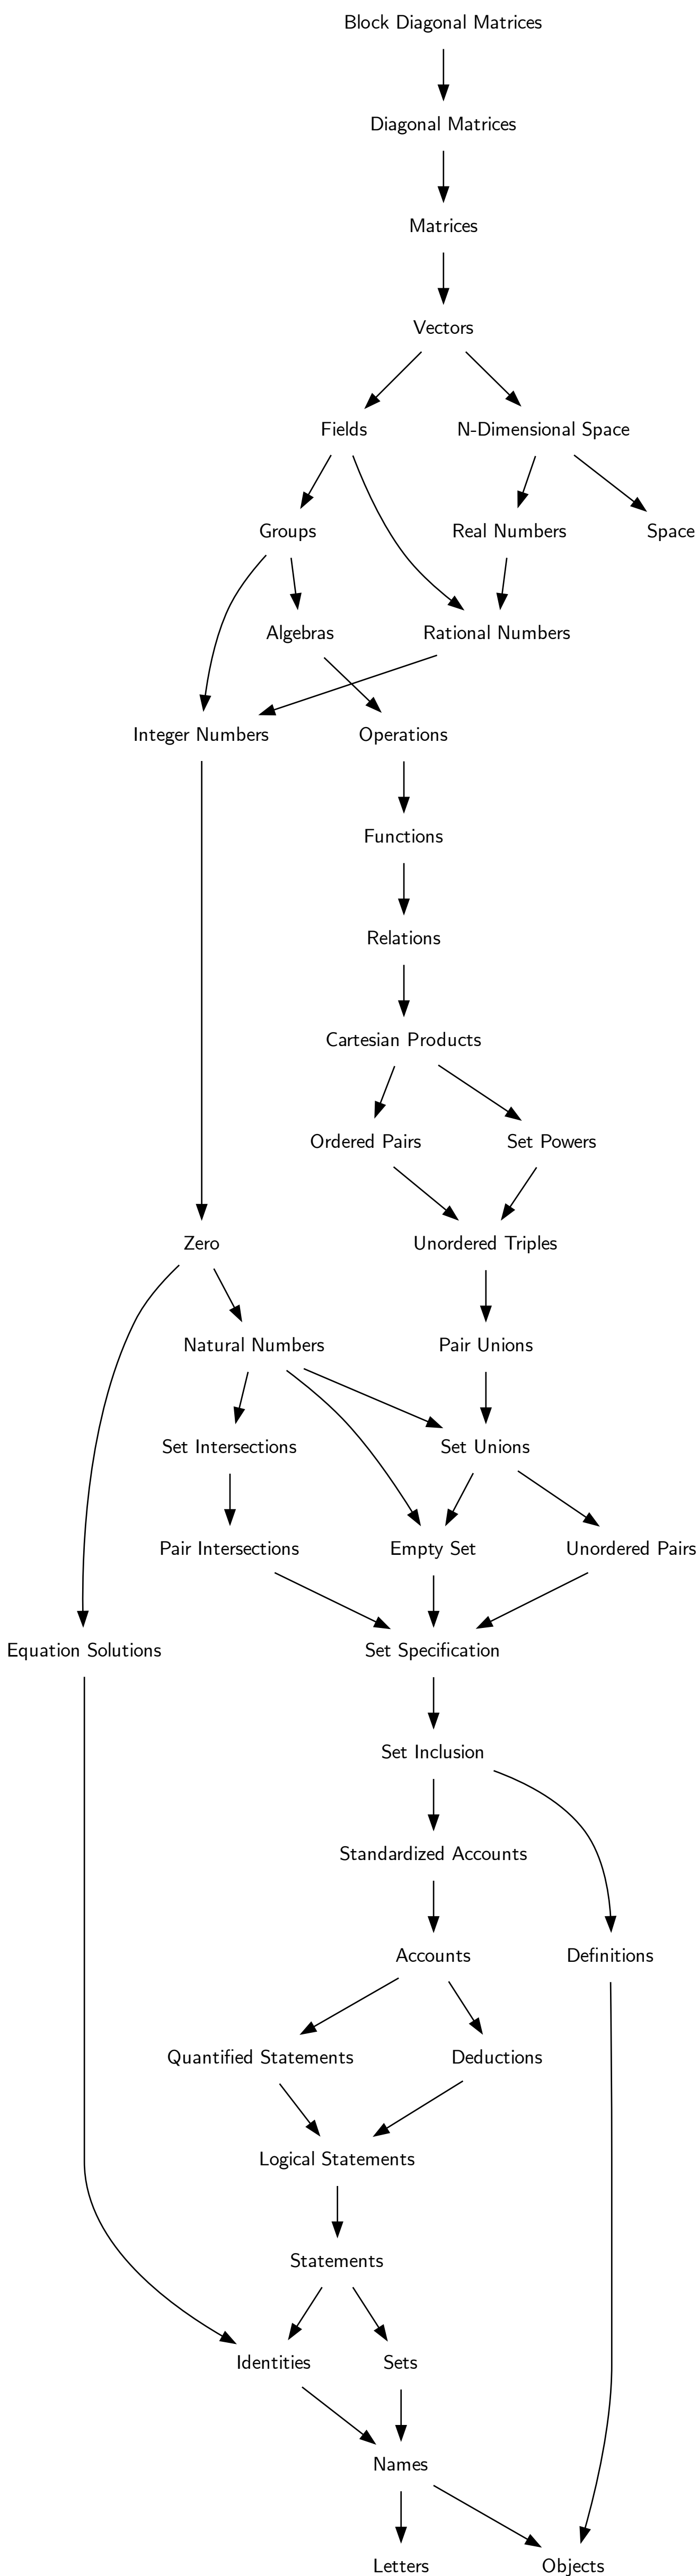 Block Diagonal Matrices
Diagonal Matrices
Matrices
Vectors
Fields
N-Dimensional Space
Groups
Real Numbers
Space
Algebras
Rational Numbers
Integer Numbers
Operations
Functions
Relations
Cartesian Products
Ordered Pairs
Set Powers
Zero
Unordered Triples
Natural Numbers
Pair Unions
Set Intersections
Set Unions
Pair Intersections
Empty Set
Unordered Pairs
Equation Solutions
Set Specification
Set Inclusion
Standardized Accounts
Accounts
Definitions
Quantified Statements
Deductions
Logical Statements
Statements
Identities
Sets
Names
Letters
Objects